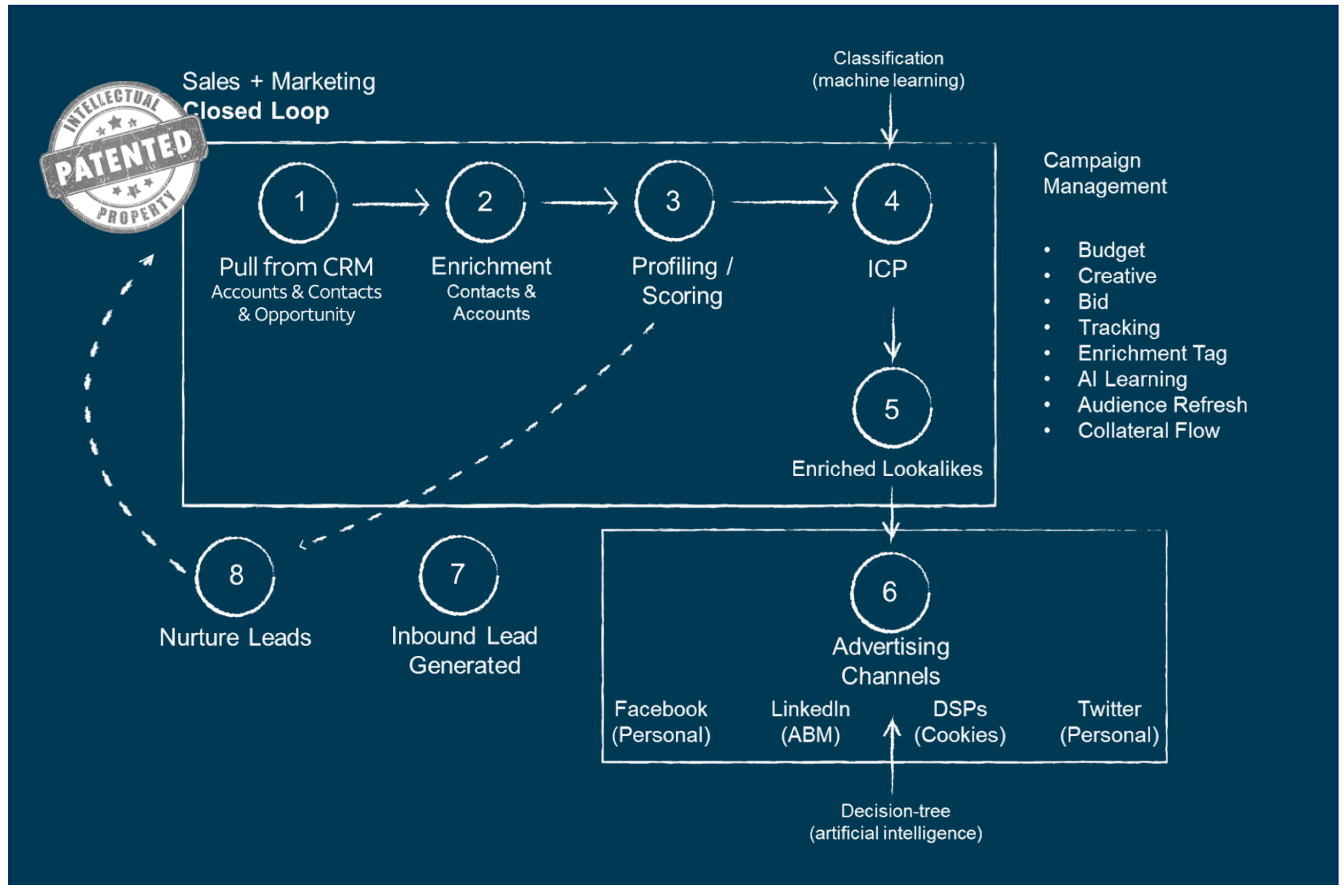 Sales + Marketing
Closed Loop
INTELLECTUAL
PATENTED
PROPERTY
Classification
(machine learning)
1
2
3
4
Pull from CRM
Accounts & Contacts
& Opportunity
Enrichment
Contacts &
Accounts
Profiling /
Scoring
ICP
Campaign
Management
• Budget
• Creative
• Bid
• Tracking
• Enrichment Tag
• AI Learning
• Audience Refresh
• Collateral Flow
5
Enriched Lookalikes
8
Nurture Leads
7
Inbound Lead
Generated
6
Advertising
Channels
Facebook
(Personal)
LinkedIn
(ABM)
DSPs
(Cookies)
Twitter
(Personal)
Decision-tree
(artificial intelligence)